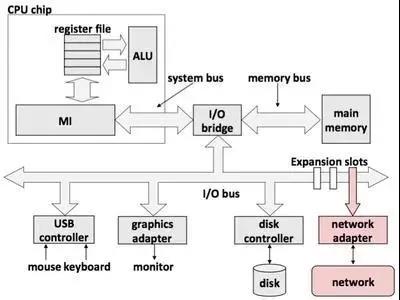 CPU chip
register file
ALU
system bus
memory bus
MI
I/O
bridge
main
memory
Expansion slots
I/O bus
USB
controller
graphics
adapter
disk
controller
network
adapter
mouse keyboard
monitor
disk
network